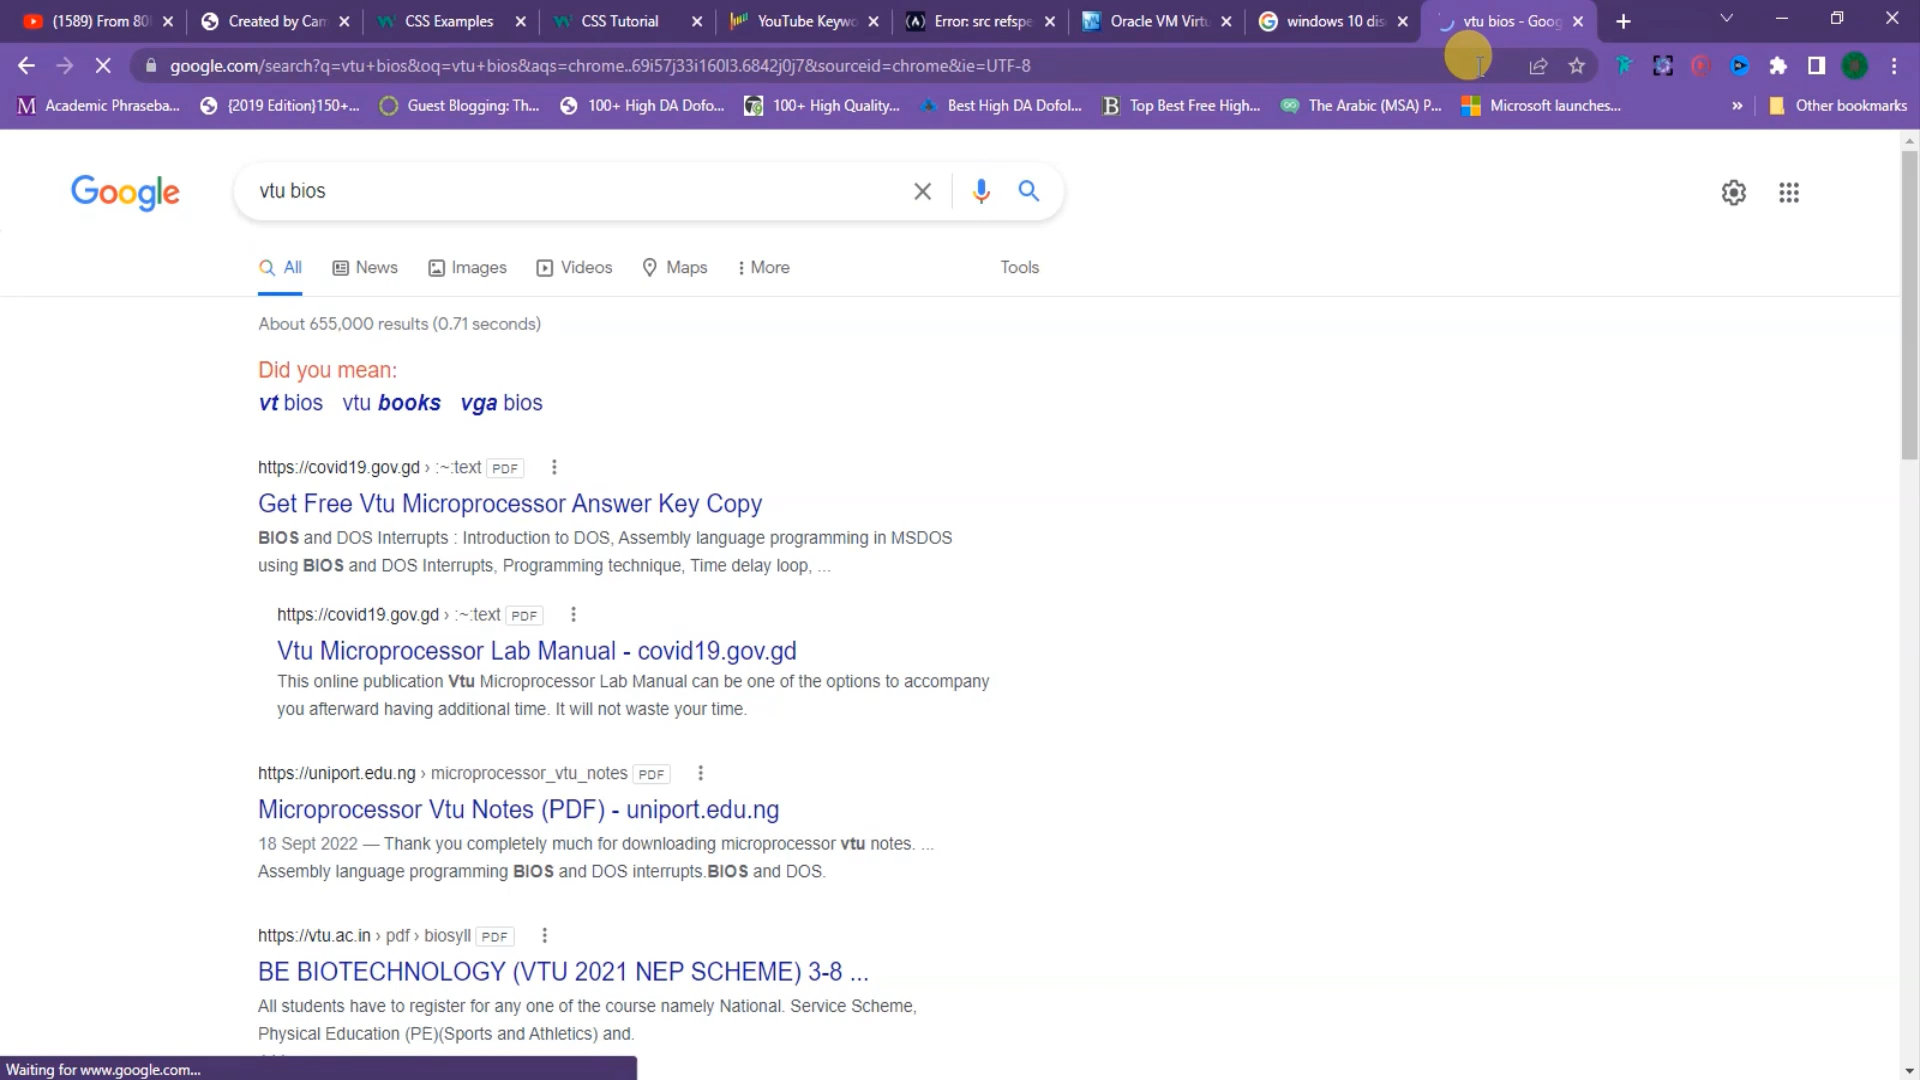 (1589) From 80
Created by Cam
CSS Examples
CSS Tutorial
YouTube Keywo
Error: src refspe
Oracle VM Virtu
windows 10 dis
vtu bios - Goog
google.com/search?q=vtu+bios&oq=vtu+bios&aqs=chrome..69i57j33i160l3.6842j0j7&sourceid=chrome&ie=UTF-8
Academic Phraseba...
{2019 Edition}150+...
Guest Blogging: Th...
100+ High DA Dofo...
100+ High Quality,...
Best High DA Dofol...
Top Best Free High...
The Arabic (MSA) P...
Microsoft launches...
Other bookmarks
Google
vtu bios
All
News
Images
Videos
Maps
More
Tools
About 655,000 results (0.71 seconds)
Did you mean:
vt bios vtu books vga bios
https://covid19.gov.gd › :~:text PDF
Get Free Vtu Microprocessor Answer Key Copy
BIOS and DOS Interrupts : Introduction to DOS, Assembly language programming in MSDOS
using BIOS and DOS Interrupts, Programming technique, Time delay loop, ...
https://covid19.gov.gd › :~:text PDF
Vtu Microprocessor Lab Manual - covid19.gov.gd
This online publication Vtu Microprocessor Lab Manual can be one of the options to accompany
you afterward having additional time. It will not waste your time.
https://uniport.edu.ng › microprocessor_vtu_notes PDF
Microprocessor Vtu Notes (PDF) - uniport.edu.ng
18 Sept 2022 — Thank you completely much for downloading microprocessor vtu notes. ...
Assembly language programming BIOS and DOS interrupts.BIOS and DOS.
https://vtu.ac.in › pdf › biosyll PDF
BE BIOTECHNOLOGY (VTU 2021 NEP SCHEME) 3-8 ...
All students have to register for any one of the course namely National. Service Scheme,
Physical Education (PE)(Sports and Athletics) and.
Waiting for www.google.com...